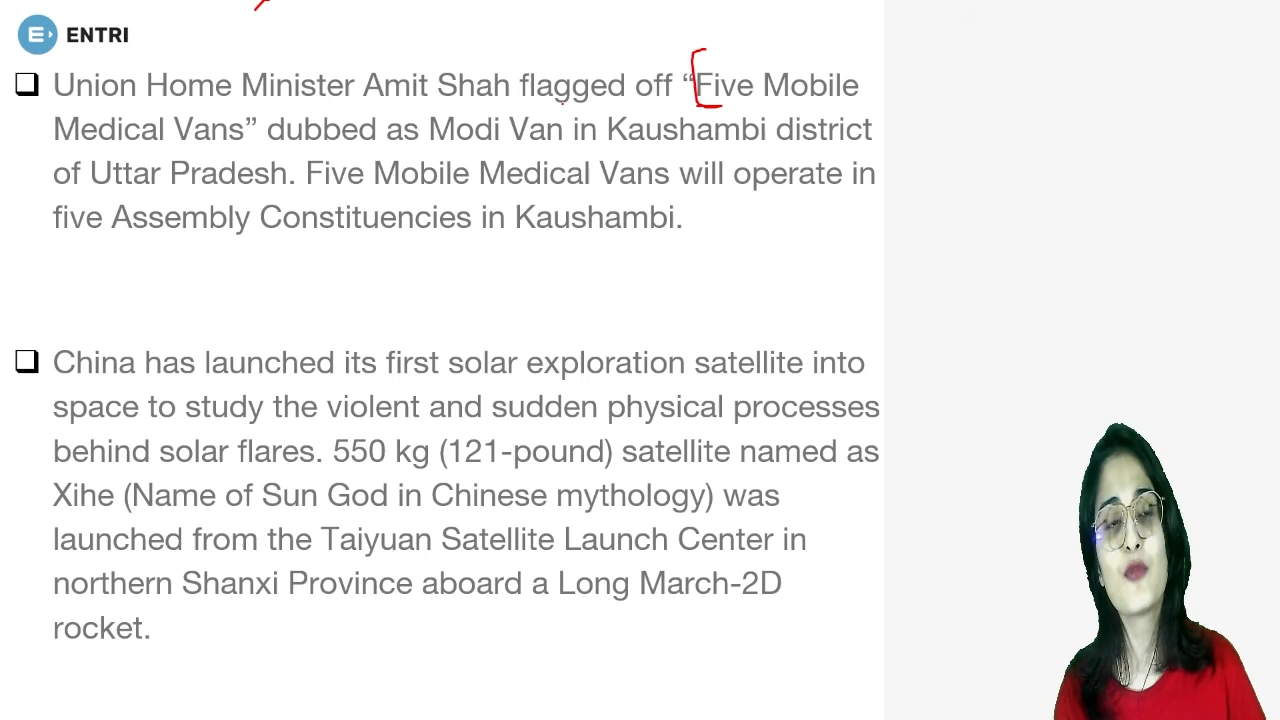 ENTRI
Union Home Minister Amit Shah flagged off “Five Mobile
Medical Vans” dubbed as Modi Van in Kaushambi district
of Uttar Pradesh. Five Mobile Medical Vans will operate in
five Assembly Constituencies in Kaushambi.
China has launched its first solar exploration satellite into
space to study the violent and sudden physical processes
behind solar flares. 550 kg (121-pound) satellite named as
Xihe (Name of Sun God in Chinese mythology) was
launched from the Taiyuan Satellite Launch Center in
northern Shanxi Province aboard a Long March-2D
rocket.